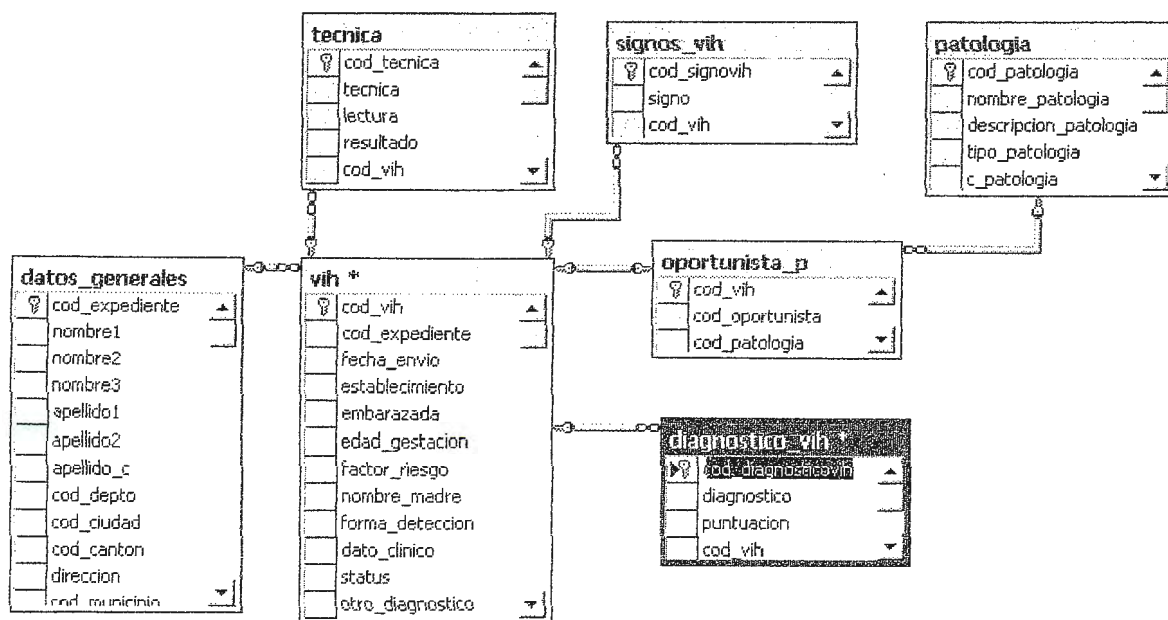 tecnica
cod_tecnica
tecnica
lectura
resultado
cod_vih
signos_vih
cod_signovih
signo
cod_vih
patologia
cod_patologia
nombre_patologia
descripcion_patologia
tipo_patologia
c_patologia
datos_generales
cod_expediente
nombre1
nombre2
nombre3
apellido1
apellido2
apellido_c
cod_depto
cod_ciudad
cod_canton
direccion
cod_municipio
vih *
cod_vih
cod_expediente
fecha_envio
establecimiento
embarazada
edad_gestacion
factor_riesgo
nombre_madre
forma_deteccion
dato_clinico
status
otro_diagnostico
oportunista_p
cod_vih
cod_oportunista
cod_patologia
diagnostico_vih *
cod_diagnosticovih
diagnostico
puntuacion
cod_vih